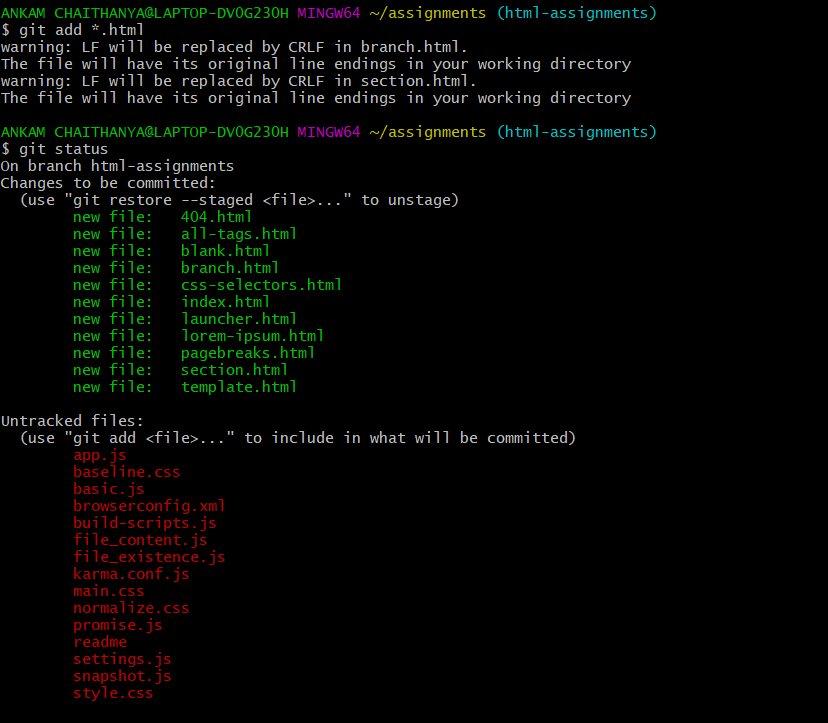 ANKAM CHAITHANYA@LAPTOP-DVOG23OH MINGW64 ~/assignments (html-assignments)
$ git add *.html
warning: LF will be replaced by CRLF in branch.html.
The file will have its original line endings in your working directory
warning: LF will be replaced by CRLF in section.html.
The file will have its original line endings in your working directory
ANKAM CHAITHANYA@LAPTOP-DVOG23OH MINGW64 ~/assignments (html-assignments)
$ git status
On branch html-assignments
Changes to be committed:
(use "git restore --staged <file>..." to unstage)
new file: 404.html
new file: all-tags.html
new file: blank.html
new file: branch.html
new file: css-selectors.html
new file: index.html
new file: launcher.html
new file: lorem-ipsum.html
new file: pagebreaks.html
new file: section.html
new file: template.html
Untracked files:
(use "git add <file>..." to include in what will be committed)
app.js
baseline.css
basic.js
browserconfig.xml
build-scripts.js
file_content.js
file_existence.js
karma.conf.js
main.css
normalize.css
promise.js
readme
settings.js
snapshot.js
style.css